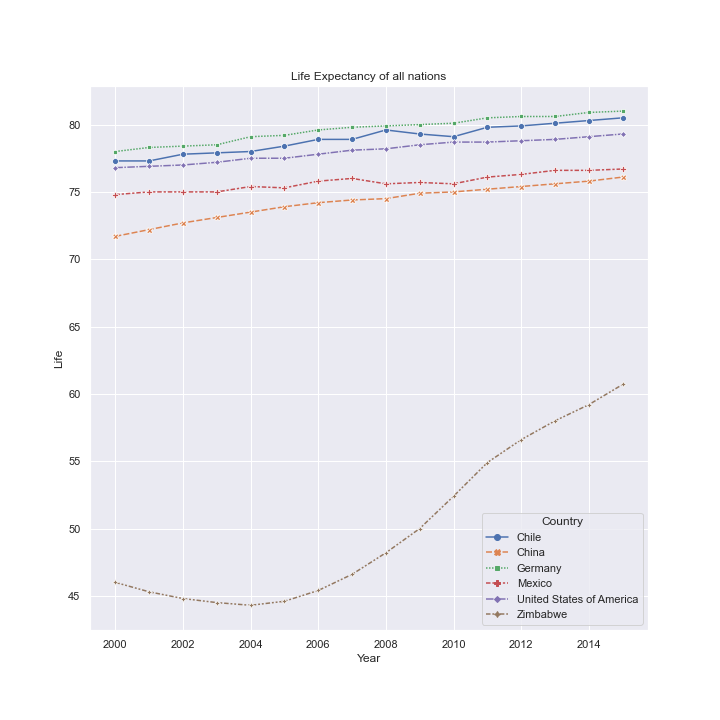 Life Expectancy of all nations
Life
80
75
70
65
60
55
50
45
2000 2002 2004 2006 2008 2010 2012 2014
Year
Country
Chile
China
Germany
Mexico
United States of America
Zimbabwe